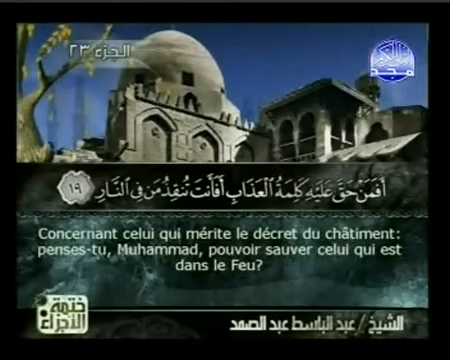 الجزء ٢٣
المجد
أَفَمَنْ حَقَّ عَلَيْهِ كَلِمَةُ الْعَذَابِ أَفَأَنتَ تُنقِذُ مَن فِي النَّارِ ١٩
Concernant celui qui mérite le décret du châtiment:
penses-tu, Muhammad, pouvoir sauver celui qui est
dans le Feu?
ختمة
الأجزاء
الشيخ / عبد الباسط عبد الصمد